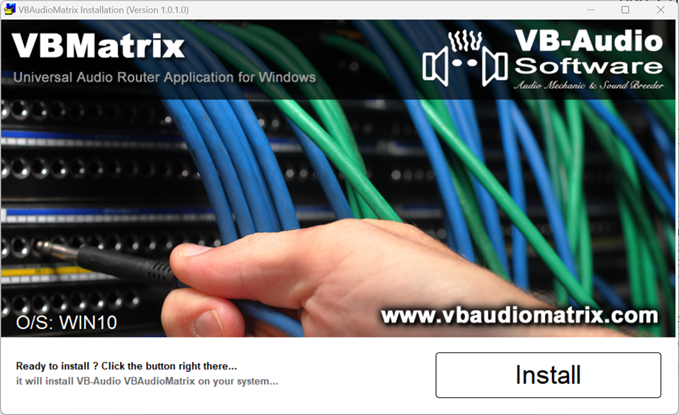 VBAudioMatrix Installation (Version 1.0.1.0)
VBMatrix
Universal Audio Router Application for Windows
VB-Audio
Software
Audio Mechanic & Sound Breeder
O/S: WIN10
www.vbaudiomatrix.com
Ready to install ? Click the button right there...
it will install VB-Audio VBAudioMatrix on your system...
Install